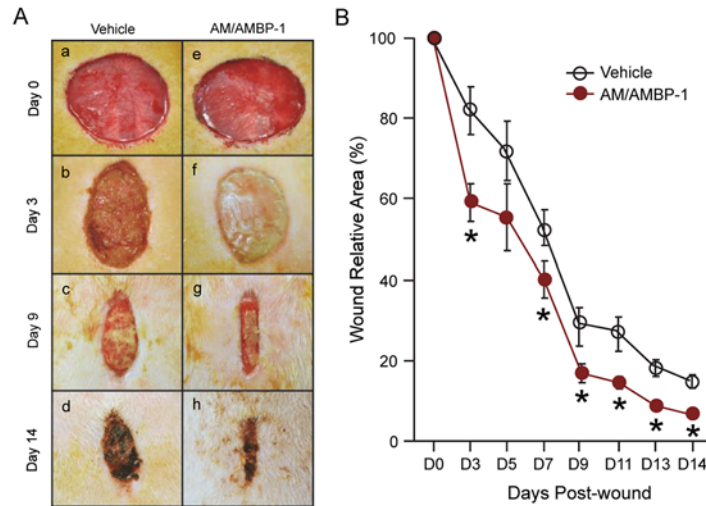 A
Vehicle
AM/AMBP-1
Day 0
a
e
Day 3
b
f
Day 9
c
g
Day 14
d
h
B
Wound Relative Area (%)
100
80
60
40
20
0
Vehicle
AM/AMBP-1
*
*
*
*
*
*
D0 D3 D5 D7 D9 D11 D13 D14
Days Post-wound